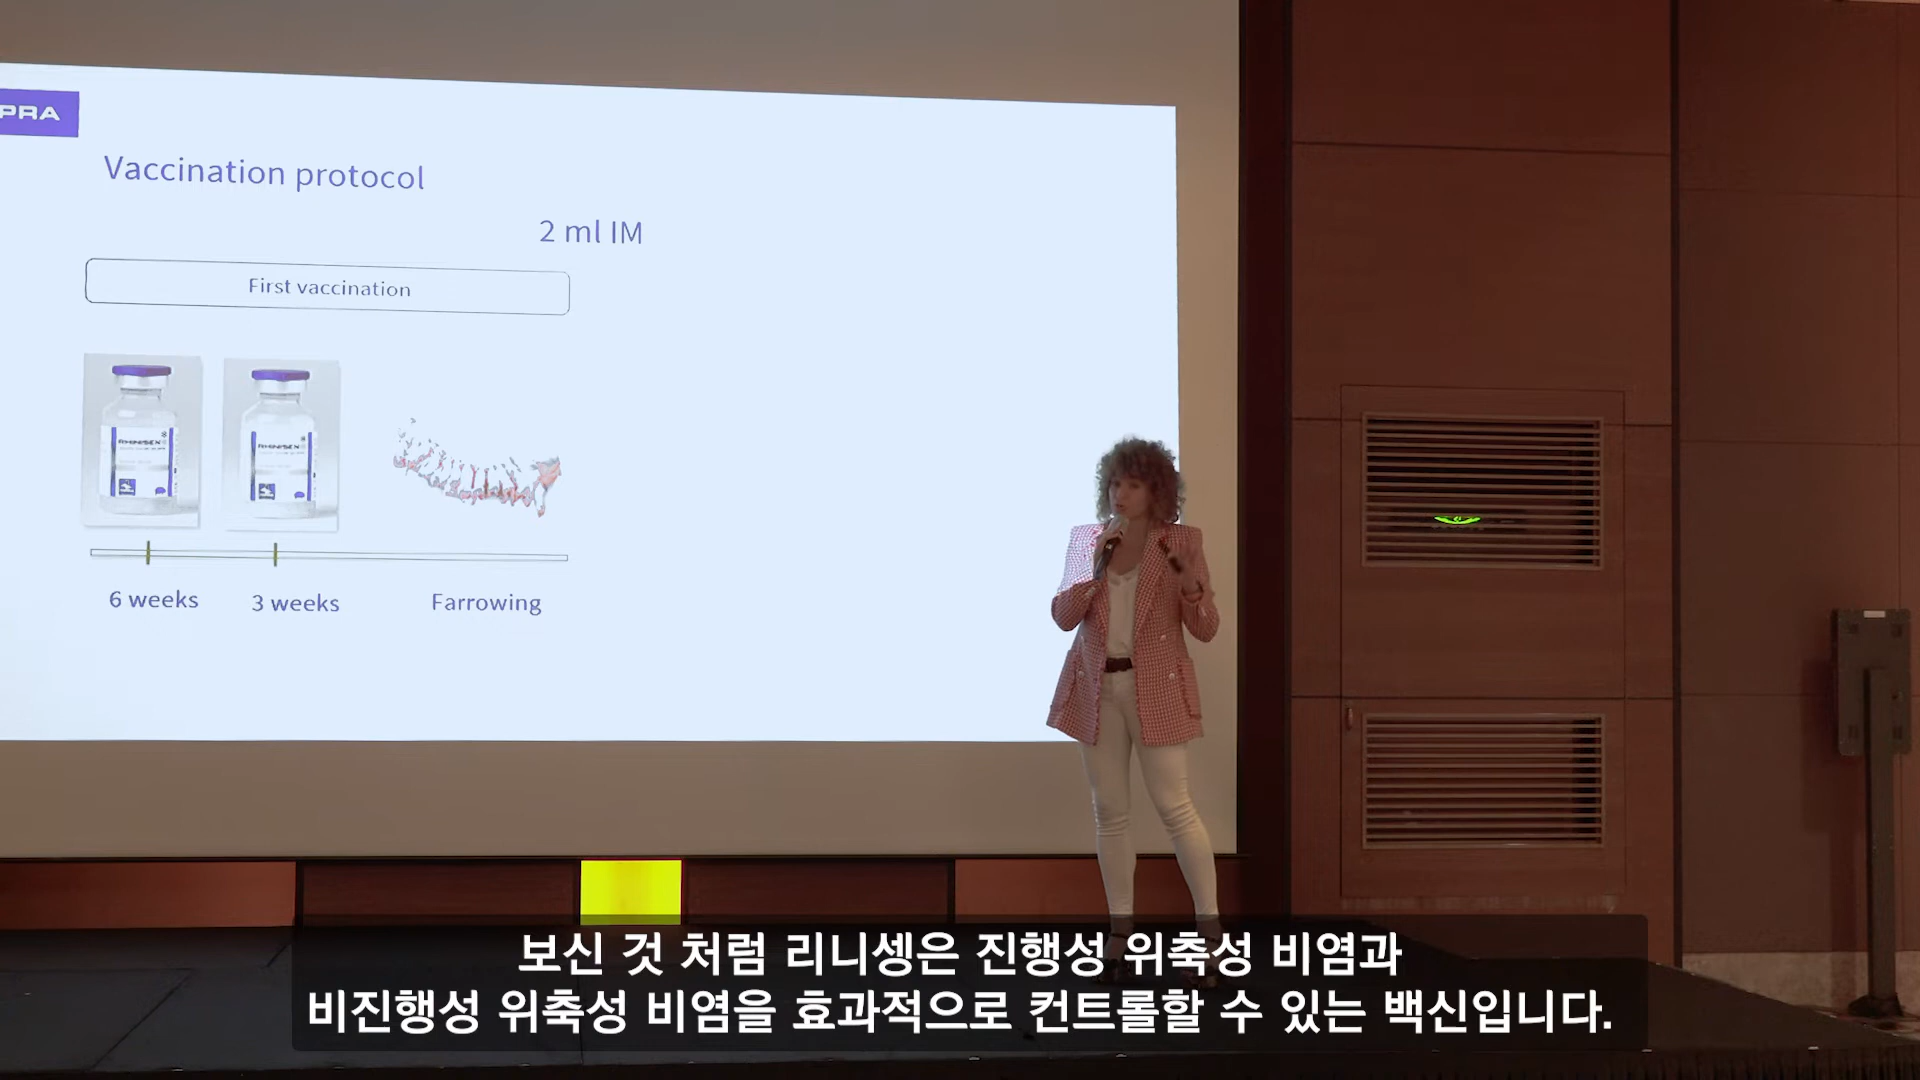 PRA
Vaccination protocol
2 ml IM
First vaccination
RHINISENG
RHINISENG
6 weeks
3 weeks
Farrowing
보신 것 처럼 리니셍은 진행성 위축성 비염과
비진행성 위축성 비염을 효과적으로 컨트롤할 수 있는 백신입니다.